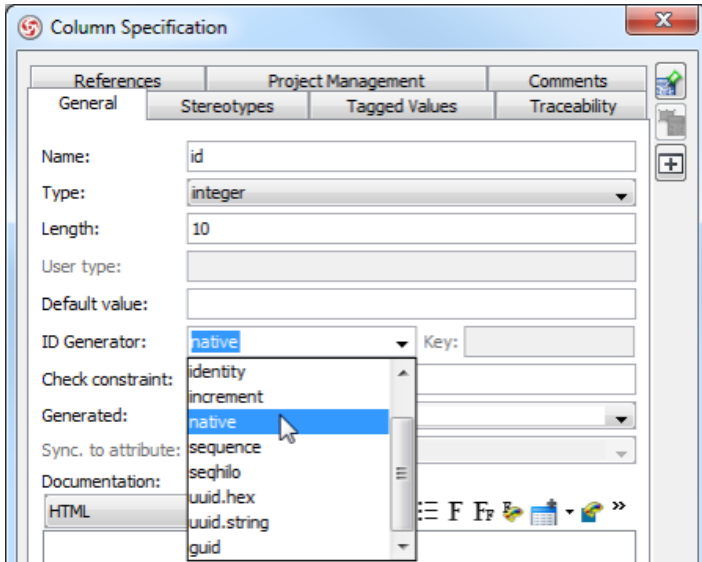 Column Specification
References Project Management Comments
General Stereotypes Tagged Values Traceability
Name: id
Type: integer
Length: 10
User type:
Default value:
ID Generator: native Key:
identity
Check constraint:
increment
Generated: native
Sync. to attribute: sequence
seqhilo
Documentation:
uuid.hex
HTML F FF »
uuid.string
guid